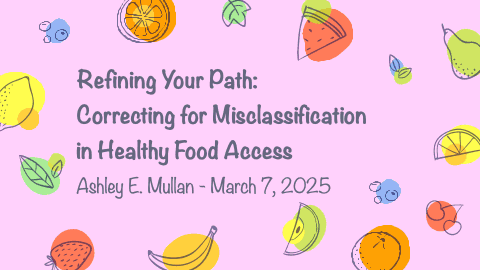 Refining Your Path:
Correcting for Misclassification
in Healthy Food Access
Ashley E. Mullan - March 7, 2025